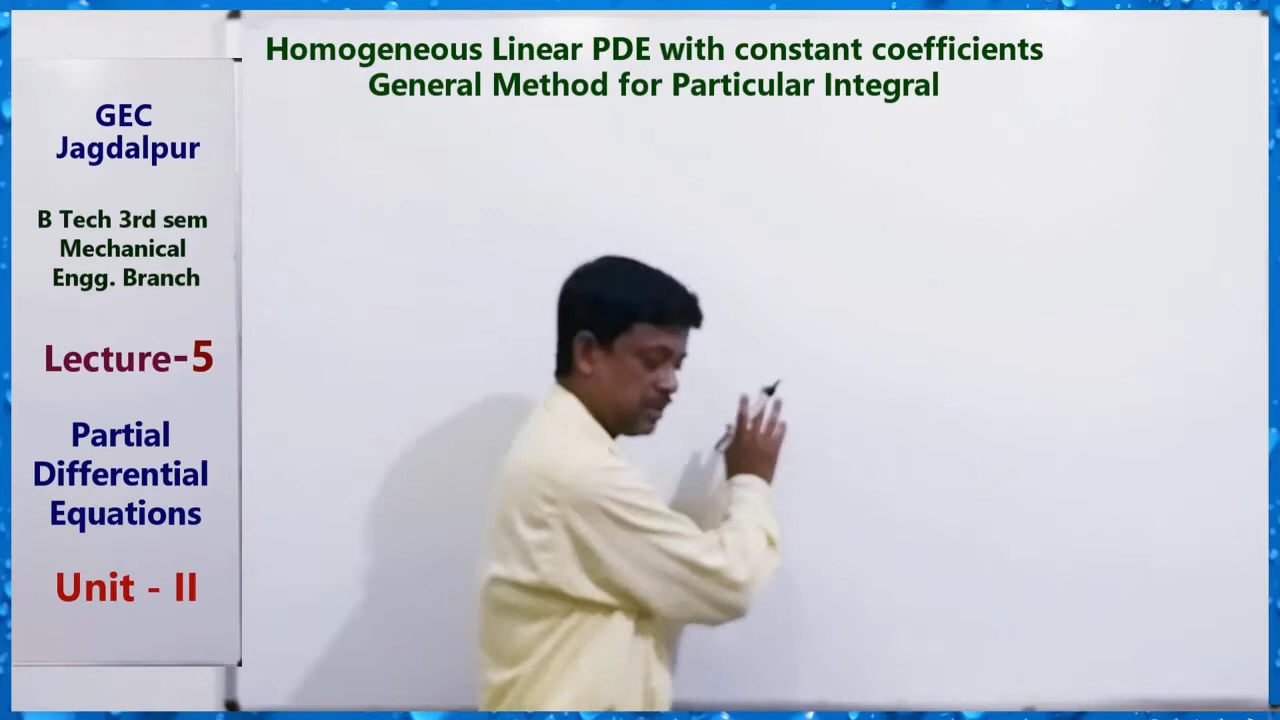 Homogeneous Linear PDE with constant coefficients
General Method for Particular Integral
GEC
Jagdalpur
B Tech 3rd sem
Mechanical
Engg. Branch
Lecture-5
Partial
Differential
Equations
Unit - II